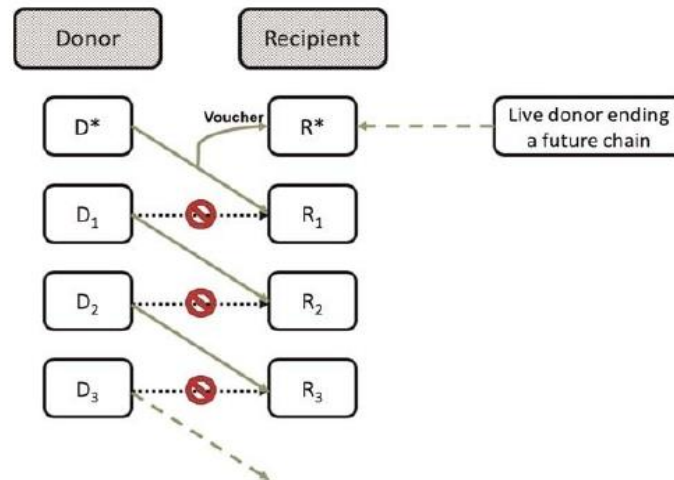 Donor
Recipient
D*
Voucher
R*
Live donor ending
a future chain
D₁
R₁
D₂
R₂
D₃
R₃